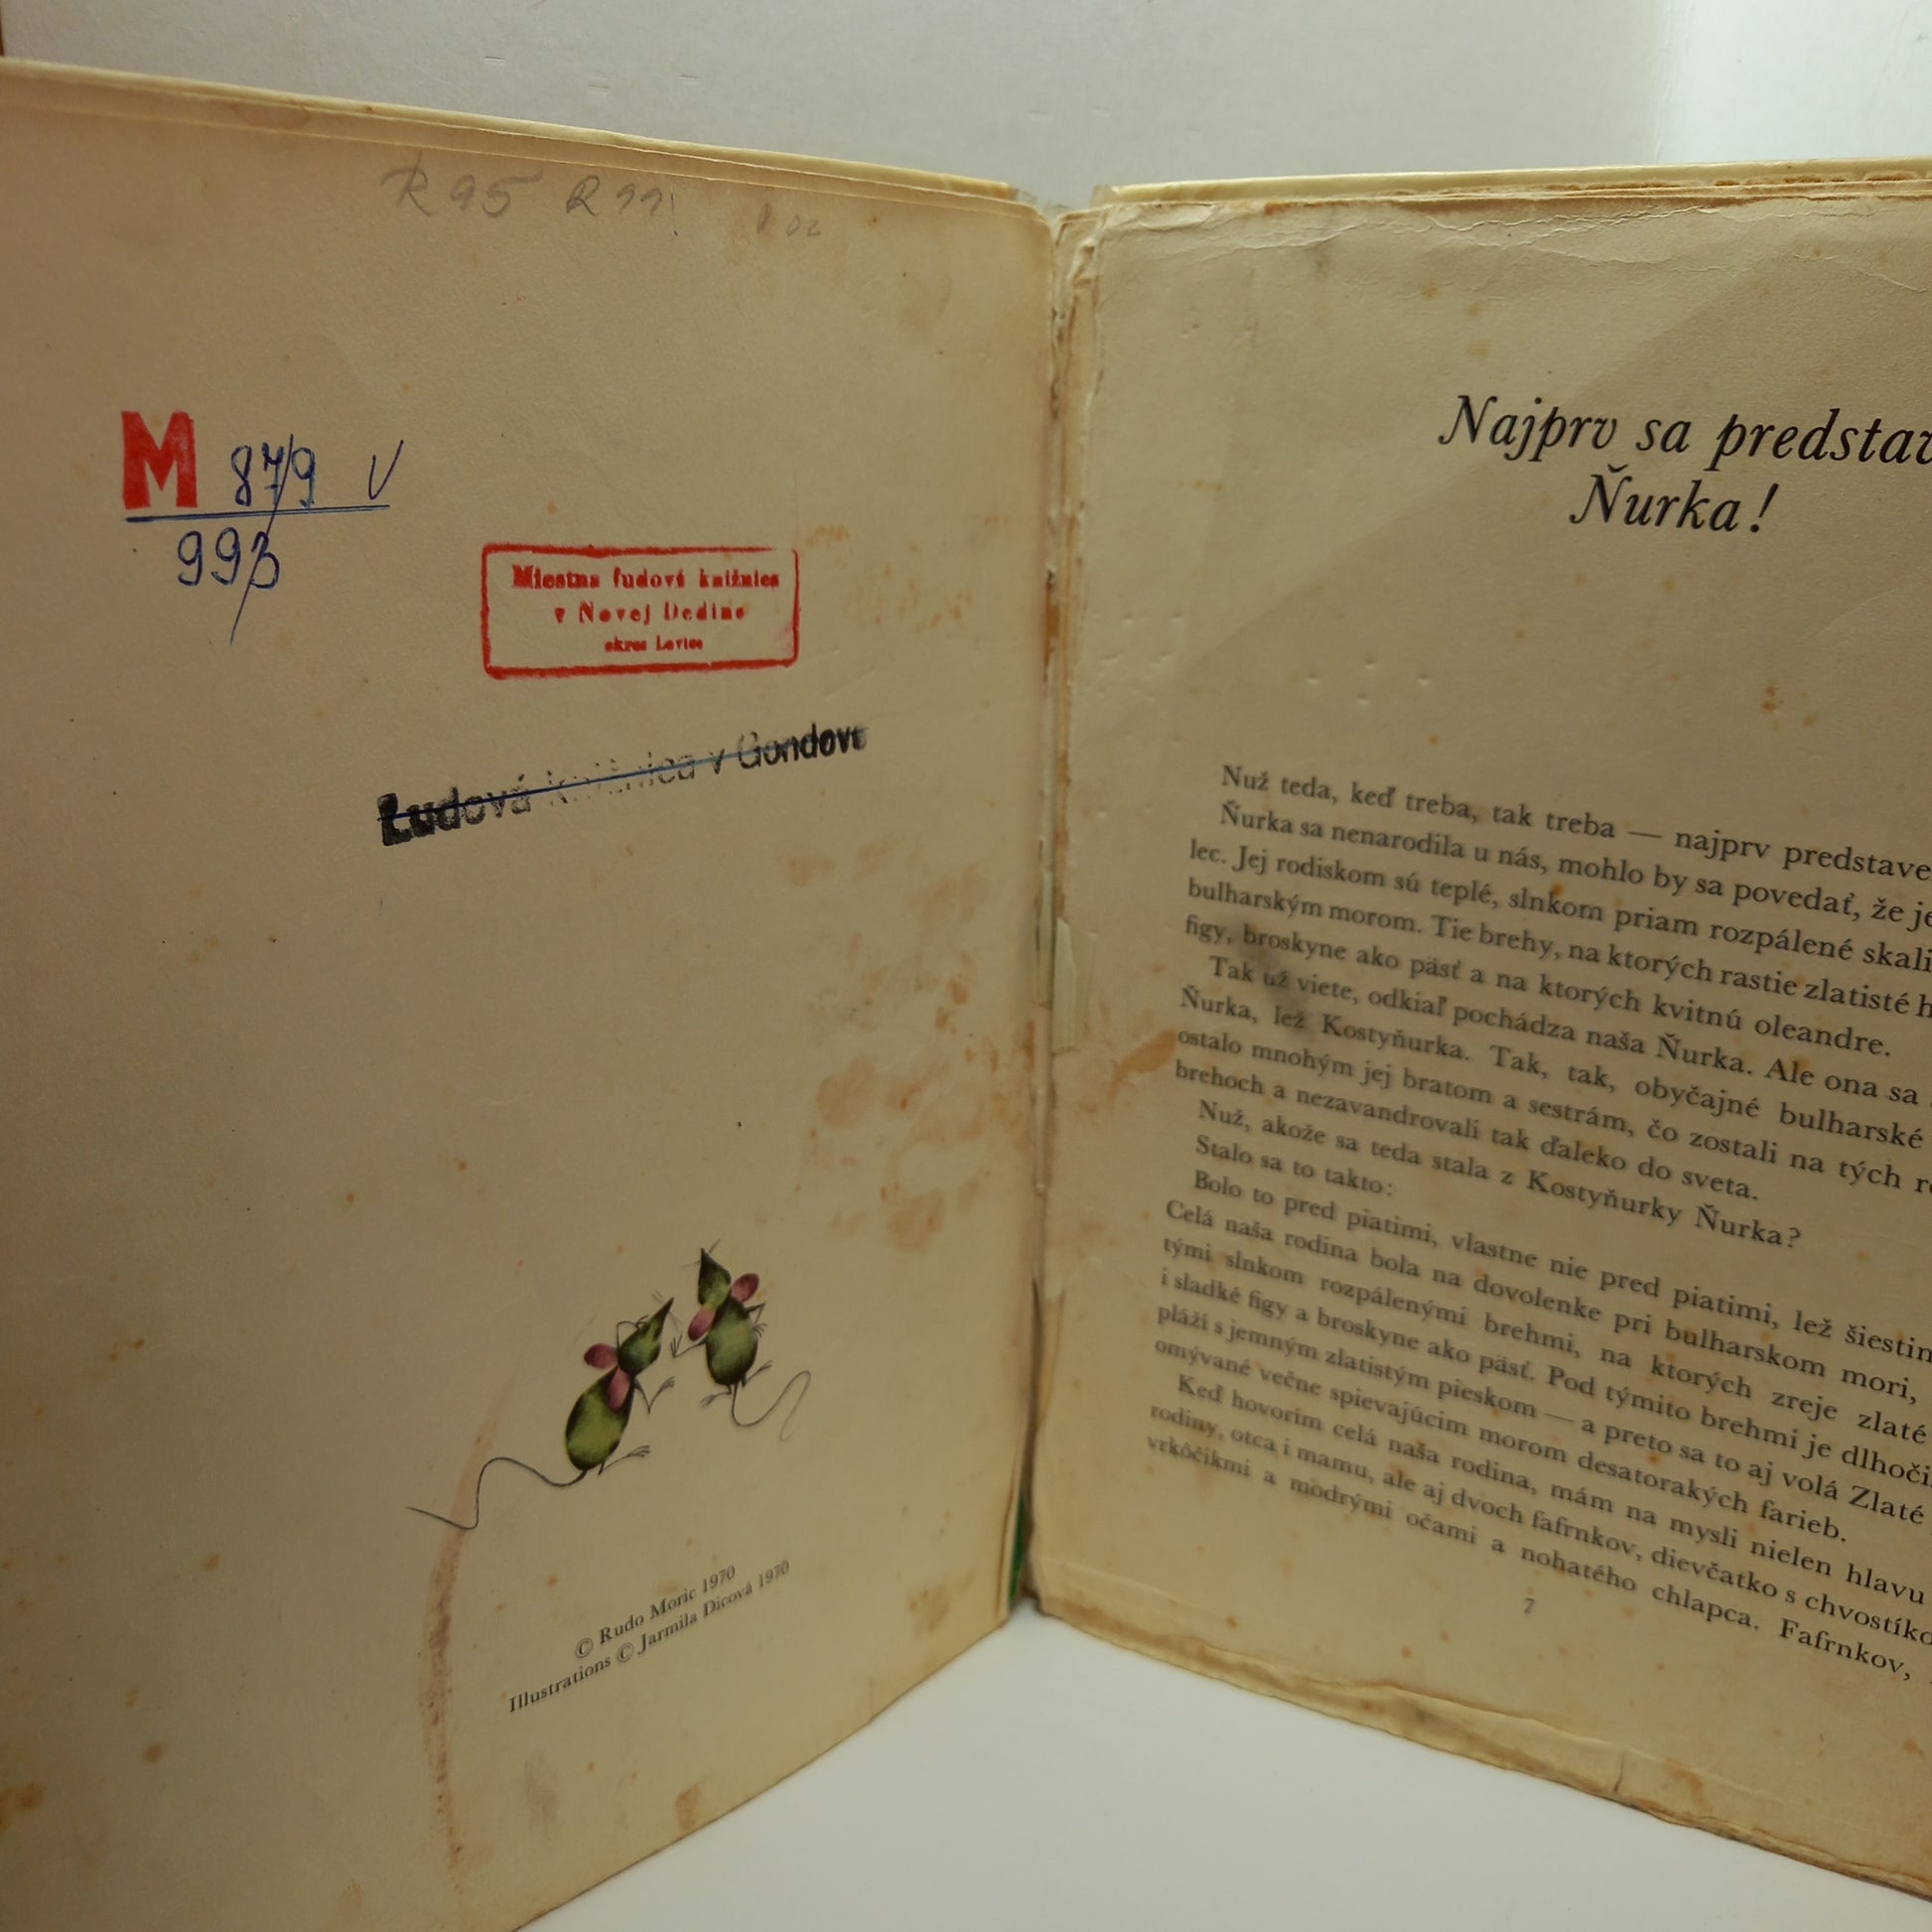 R 95 R 99
M 879 V
993
Miestna ľudová knižnica
v Novej Dedine
okres Levice
Ľudová knižnica v Gondove
© Rudo Moric 1970
Illustrations © Jarmila Dicová 1970
Najprv sa predstav
Ňurka!
Nuž teda, keď treba, tak treba — najprv predstave
Ňurka sa nenarodila u nás, mohlo by sa povedať, že je
lec. Jej rodiskom sú teplé, slnkom priam rozpálené skali
bulharským morom. Tie brehy, na ktorých rastie zlatisté h
figy, broskyne ako päsť a na ktorých kvitnú oleandre.
Tak už viete, odkiaľ pochádza naša Ňurka. Ale ona sa
Ňurka, lež Kostyňurka. Tak, tak, obyčajné bulharské
ostalo mnohým jej bratom a sestrám, čo zostali na tých r
brehoch a nezavandrovali tak ďaleko do sveta.
Nuž, akože sa teda stala z Kostyňurky Ňurka?
Stalo sa to takto:
Bolo to pred piatimi, vlastne nie pred piatimi, lež šiestin
Celá naša rodina bola na dovolenke pri bulharskom mori,
tými slnkom rozpálenými brehmi, na ktorých zreje zlaté
i sladké figy a broskyne ako päsť. Pod týmito brehmi je dlhoči
pláži s jemným zlatistým pieskom — a preto sa to aj volá Zlaté
omývané večne spievajúcim morom desatorakých farieb.
Keď hovorím celá naša rodina, mám na mysli nielen hlavu
rodiny, otca i mamu, ale aj dvoch fafrnkov, dievčatko s chvostíko
vrkôčikmi a modrými očami a nohatého chlapca. Fafrnkov,
7